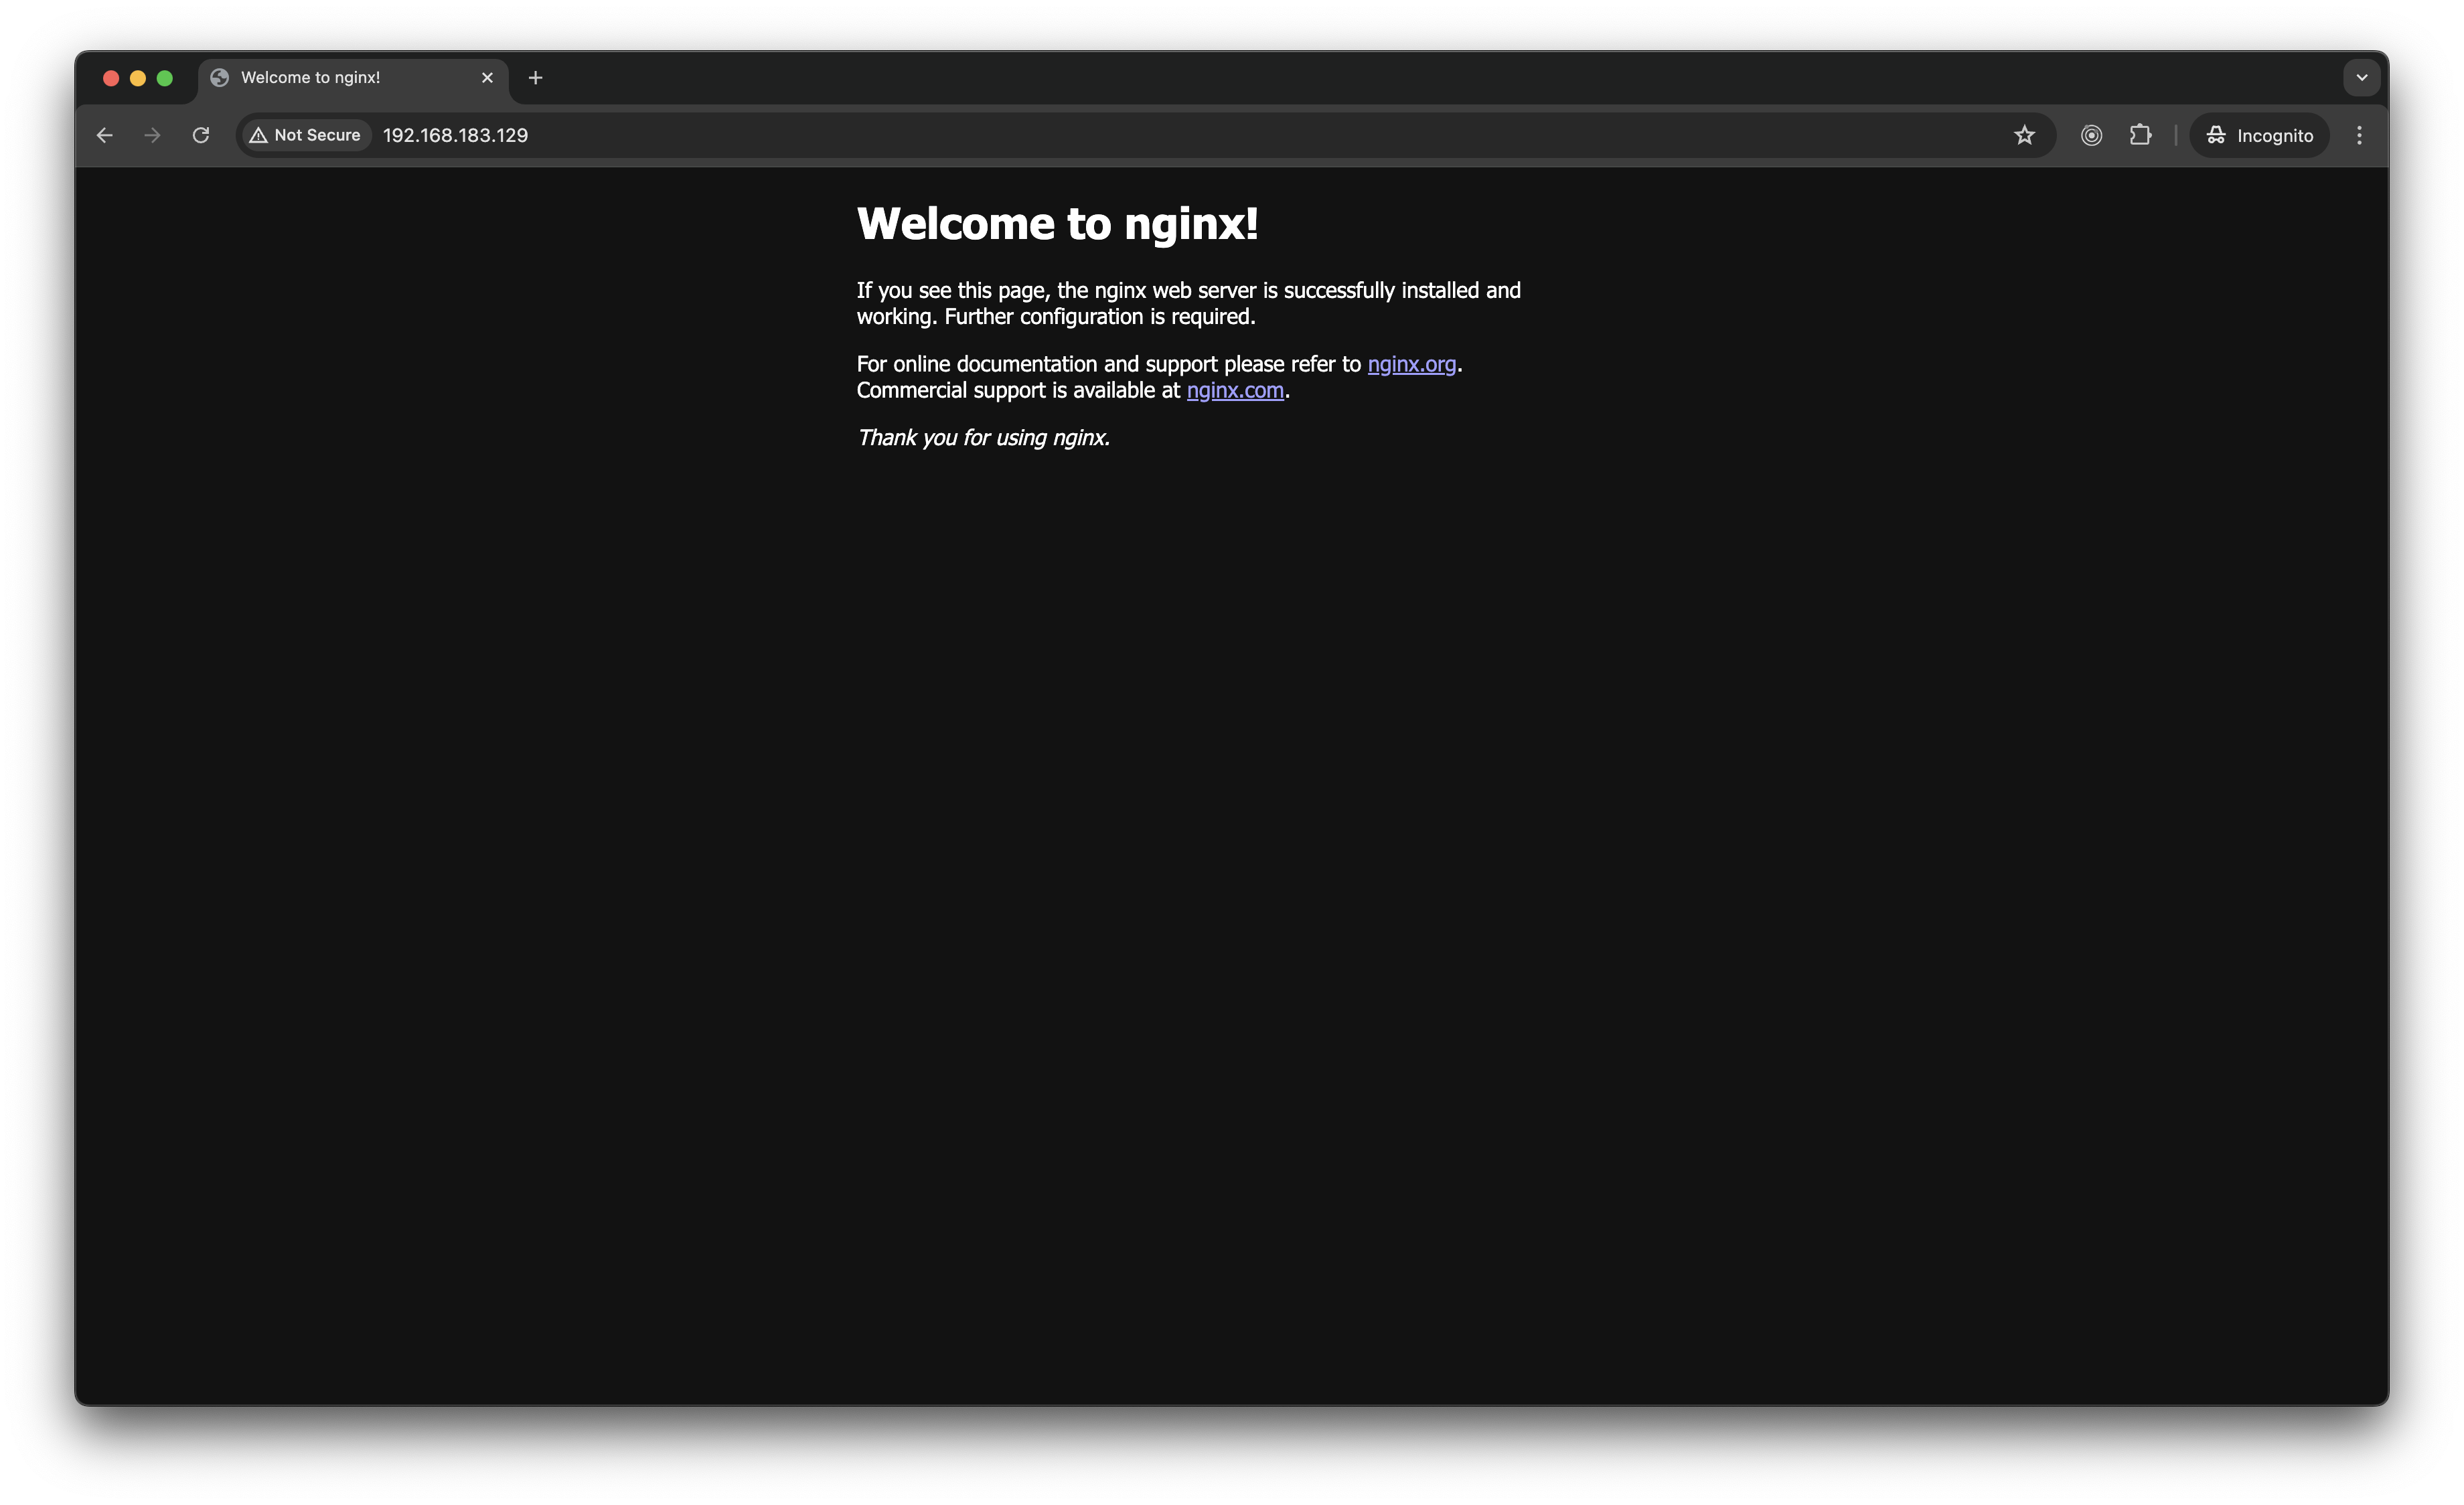 Welcome to nginx!
Not Secure
192.168.183.129
Incognito
Welcome to nginx!
If you see this page, the nginx web server is successfully installed and
working. Further configuration is required.
For online documentation and support please refer to nginx.org.
Commercial support is available at nginx.com.
Thank you for using nginx.